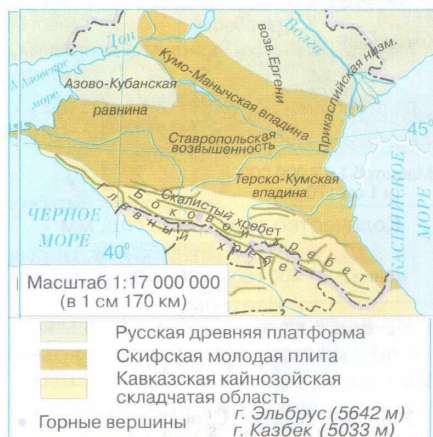 Дон
Волга
возв. Ергени
Прикаспийская низм.
Азовское
море
Азово-Кубанская
равнина
Кумо-Манычская впадина
45°
Ставропольская
возвышенность
Терско-Кумская
впадина
Скалистый хребет
Боковой хребет
Главный хребет
ЧЕРНОЕ
МОРЕ
40°
КАСПИЙСКОЕ
МОРЕ
Масштаб 1:17 000 000
(в 1 см 170 км)
Русская древняя платформа
Скифская молодая плита
Кавказская кайнозойская
складчатая область
Горные вершины
1 г. Эльбрус (5642 м)
2 г. Казбек (5033 м)